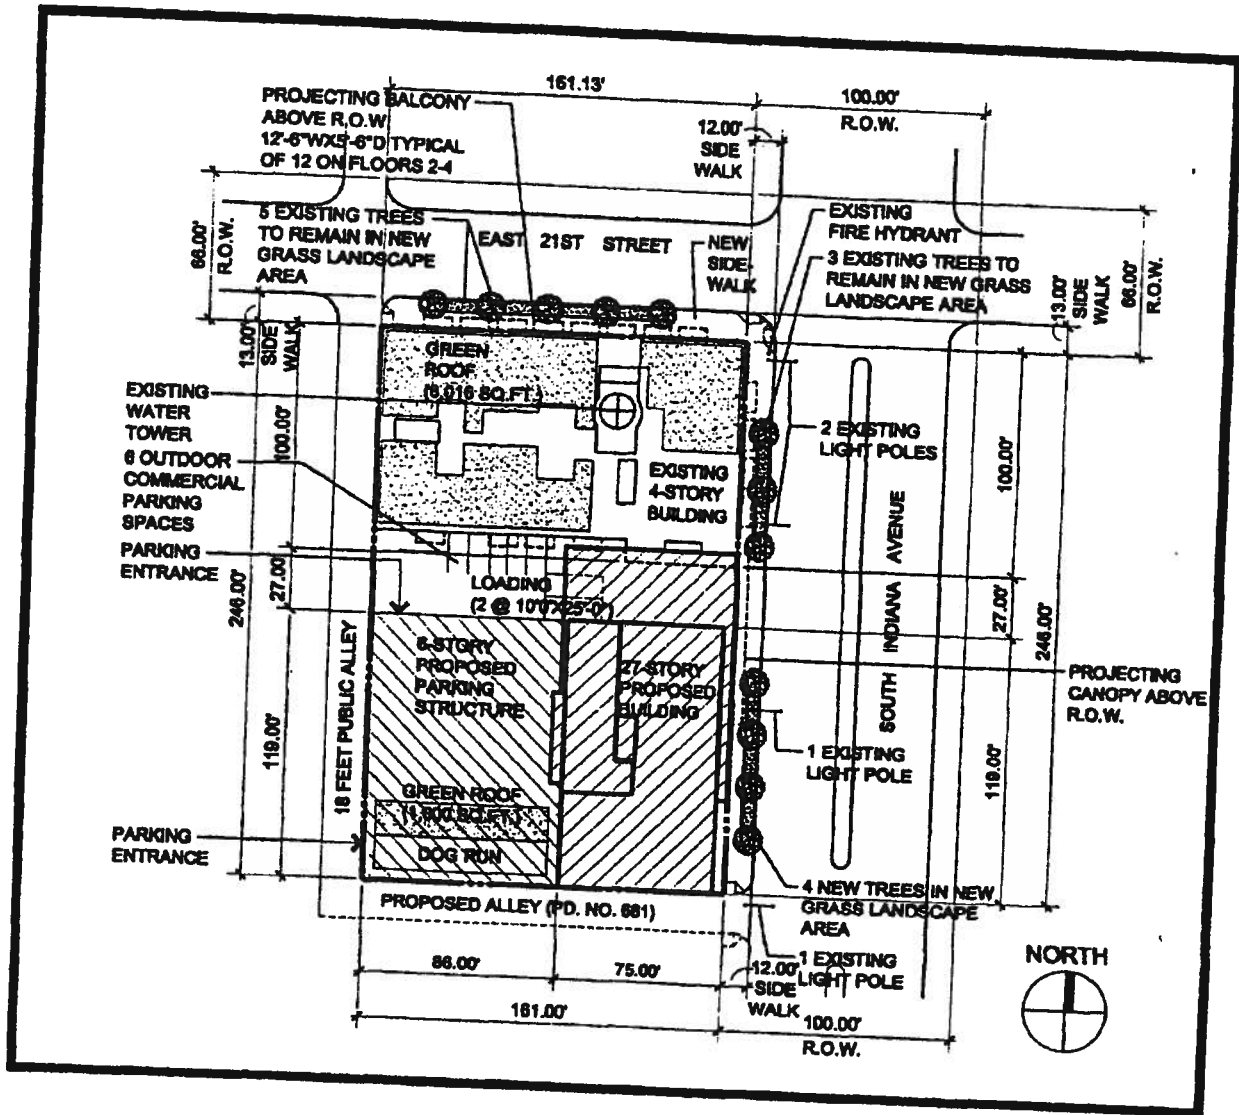 161.13'
100.00'
R.O.W.
PROJECTING BALCONY
ABOVE R.O.W
12'-6"WX5'-6"D TYPICAL
OF 12 ON FLOORS 2-4
12.00'
SIDE
WALK
66.00'
R.O.W.
5 EXISTING TREES
TO REMAIN IN NEW
GRASS LANDSCAPE
AREA
EAST 21ST STREET
NEW
SIDE-
WALK
EXISTING
FIRE HYDRANT
3 EXISTING TREES TO
REMAIN IN NEW GRASS
LANDSCAPE AREA
13.00'
SIDE
WALK
66.00'
R.O.W.
13.00'
SIDE
WALK
GREEN
ROOF
SQ.FT.)
EXISTING
WATER
TOWER
100.00'
6 OUTDOOR
COMMERCIAL
PARKING
SPACES
2 EXISTING
LIGHT POLES
100.00'
EXISTING
4-STORY
BUILDING
SOUTH INDIANA AVENUE
PARKING
ENTRANCE
27.00'
246.00'
LOADING
(2 @ 10'0"X25'-0")
27.00'
246.00'
6-STORY
PROPOSED
PARKING
STRUCTURE
27-STORY
PROPOSED
BUILDING
PROJECTING
CANOPY ABOVE
R.O.W.
18 FEET PUBLIC ALLEY
119.00'
1 EXISTING
LIGHT POLE
119.00'
GREEN ROOF
SQ.FT.)
DOG RUN
PARKING
ENTRANCE
4 NEW TREES IN NEW
GRASS LANDSCAPE
AREA
PROPOSED ALLEY (PD. NO. 681)
1 EXISTING
LIGHT POLE
86.00'
75.00'
12.00'
SIDE
WALK
161.00'
100.00'
R.O.W.
NORTH